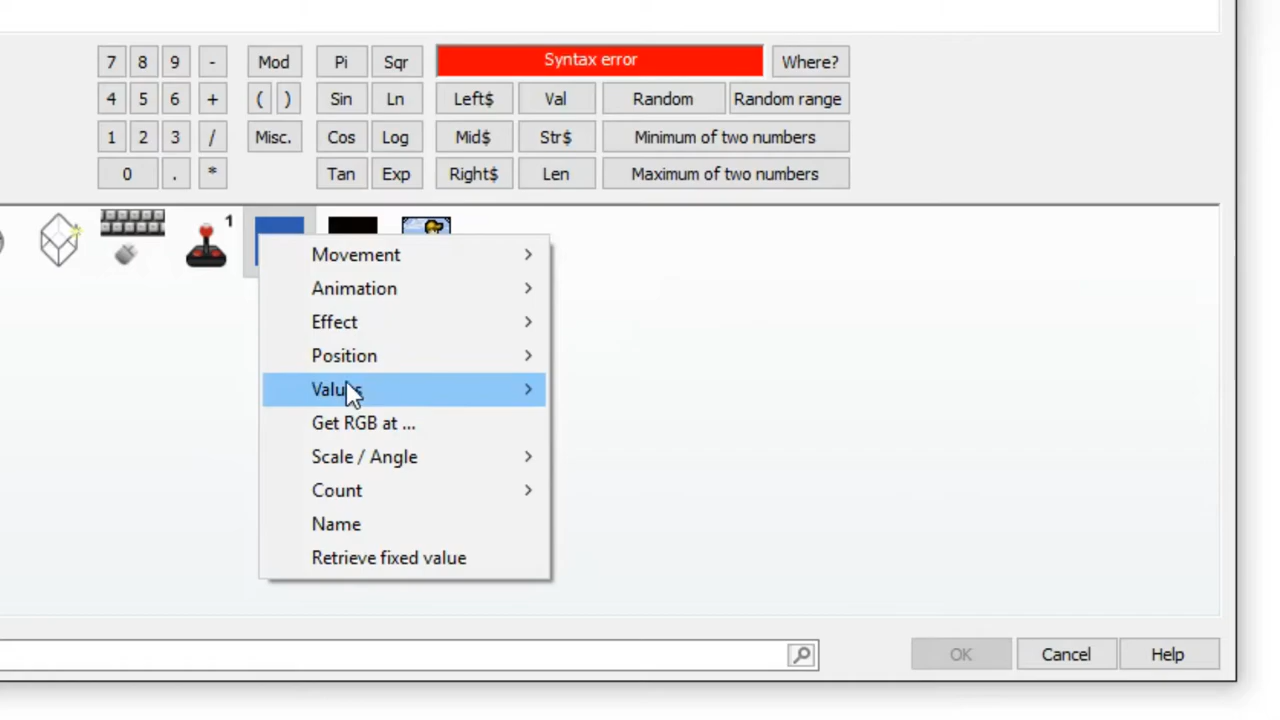 7 8 9 - Mod Pi Sqr Syntax error Where?
4 5 6 + ( ) Sin Ln Left$ Val Random Random range
1 2 3 / Misc. Cos Log Mid$ Str$ Minimum of two numbers
0 . * Tan Exp Right$ Len Maximum of two numbers
1
Movement
Animation
Effect
Position
Values
Get RGB at ...
Scale / Angle
Count
Name
Retrieve fixed value
OK Cancel Help